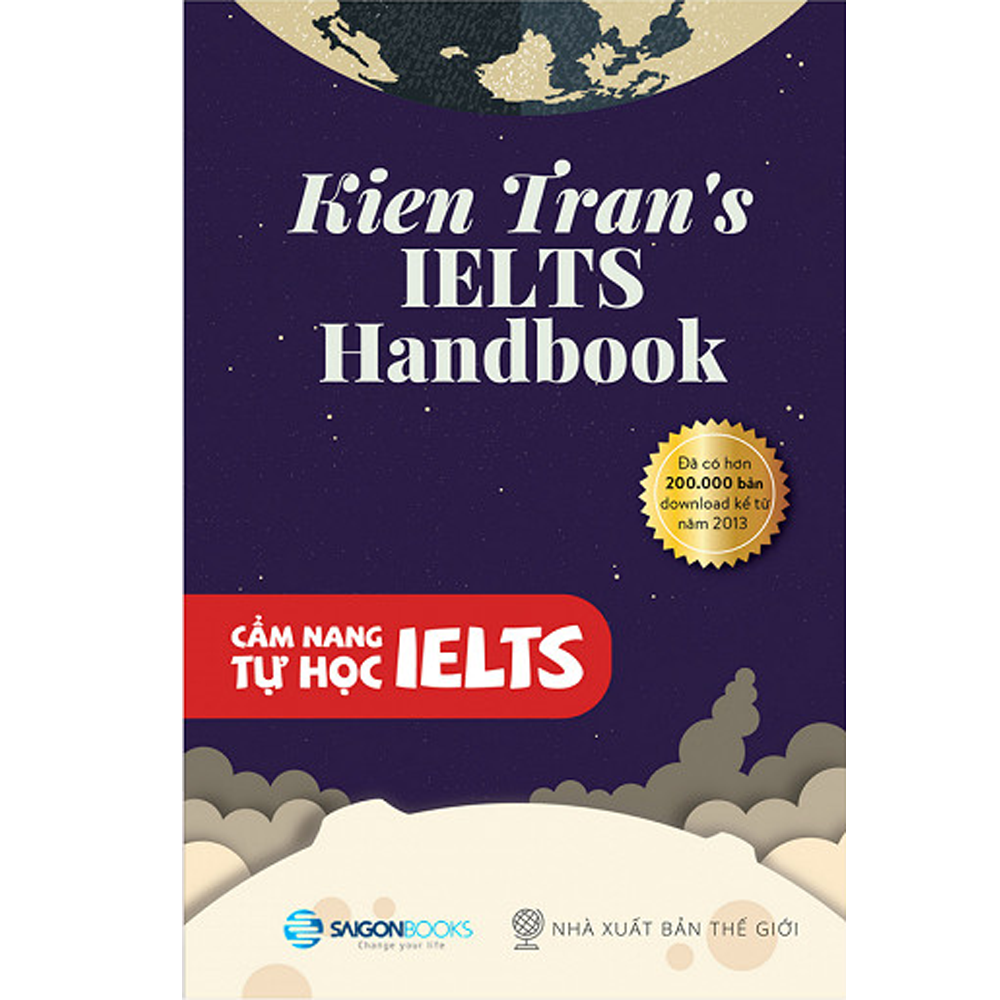 Kien Tran's
IELTS
Handbook
Đã có hơn
200.000 bản
download kể từ
năm 2013
CẨM NANG
TỰ HỌC IELTS
SAIGONBOOKS
Change your life
NHÀ XUẤT BẢN THẾ GIỚI